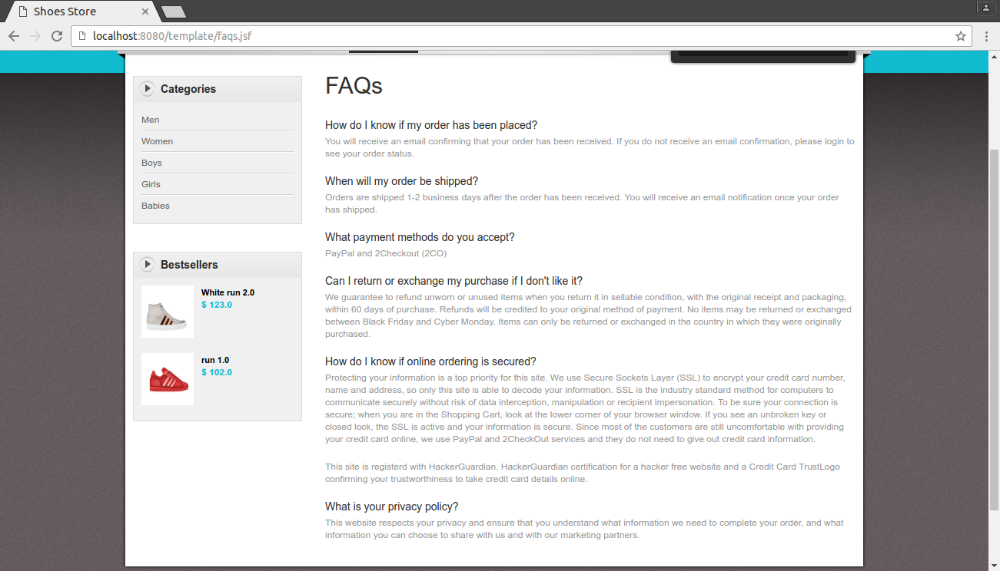 Shoes Store
localhost:8080/template/faqs.jsf
Categories
Men
Women
Boys
Girls
Babies
Bestsellers
White run 2.0
$ 123.0
run 1.0
$ 102.0
FAQs
How do I know if my order has been placed?
You will receive an email confirming that your order has been received. If you do not receive an email confirmation, please login to
see your order status.
When will my order be shipped?
Orders are shipped 1-2 business days after the order has been received. You will receive an email notification once your order
has shipped.
What payment methods do you accept?
PayPal and 2Checkout (2CO)
Can I return or exchange my purchase if I don't like it?
We guarantee to refund unworn or unused items when you return it in sellable condition, with the original receipt and packaging,
within 60 days of purchase. Refunds will be credited to your original method of payment. No items may be returned or exchanged
between Black Friday and Cyber Monday. Items can only be returned or exchanged in the country in which they were originally
purchased.
How do I know if online ordering is secured?
Protecting your information is a top priority for this site. We use Secure Sockets Layer (SSL) to encrypt your credit card number,
name and address, so only this site is able to decode your information. SSL is the industry standard method for computers to
communicate securely without risk of data interception, manipulation or recipient impersonation. To be sure your connection is
secure; when you are in the Shopping Cart, look at the lower corner of your browser window. If you see an unbroken key or
closed lock, the SSL is active and your information is secure. Since most of the customers are still uncomfortable with providing
your credit card online, we use PayPal and 2CheckOut services and they do not need to give out credit card information.
This site is registerd with HackerGuardian. HackerGuardian certification for a hacker free website and a Credit Card TrustLogo
confirming your trustworthiness to take credit card details online.
What is your privacy policy?
This website respects your privacy and ensure that you understand what information we need to complete your order, and what
information you can choose to share with us and with our marketing partners.